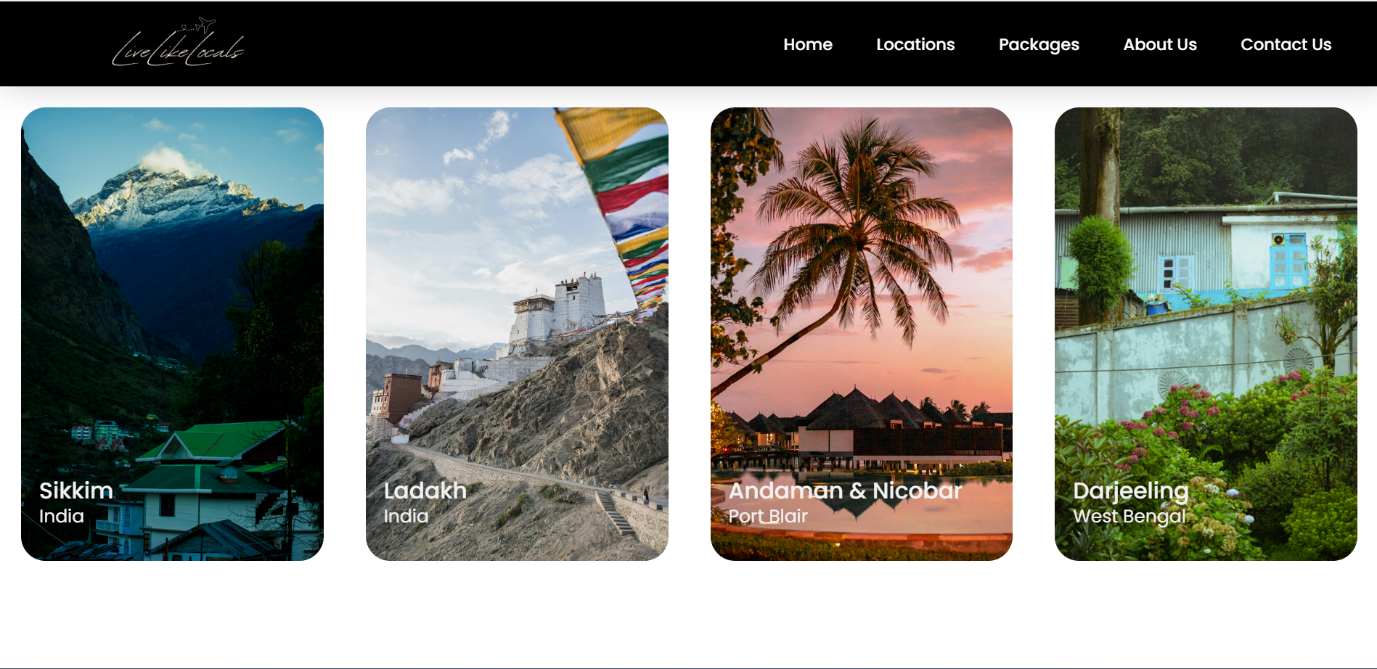 LiveLikeLocals
Home
Locations
Packages
About Us
Contact Us
Sikkim
India
Ladakh
India
Andaman & Nicobar
Port Blair
Darjeeling
West Bengal